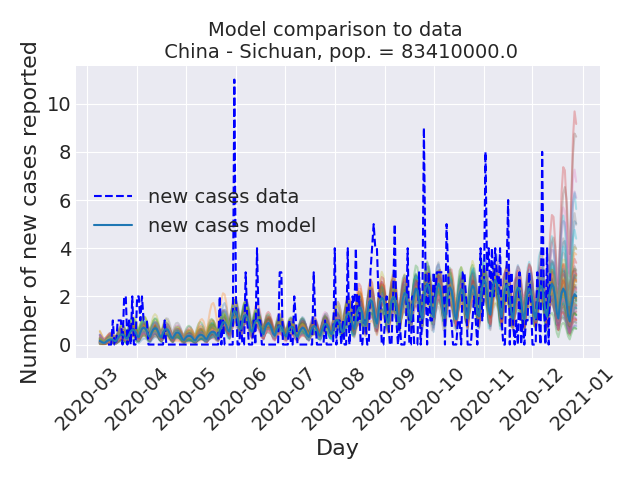 Model comparison to data
China - Sichuan, pop. = 83410000.0
Number of new cases reported
10
8
6
4
2
0
new cases data
new cases model
2020-03
2020-04
2020-05
2020-06
2020-07
2020-08
2020-09
2020-10
2020-11
2020-12
2021-01
Day